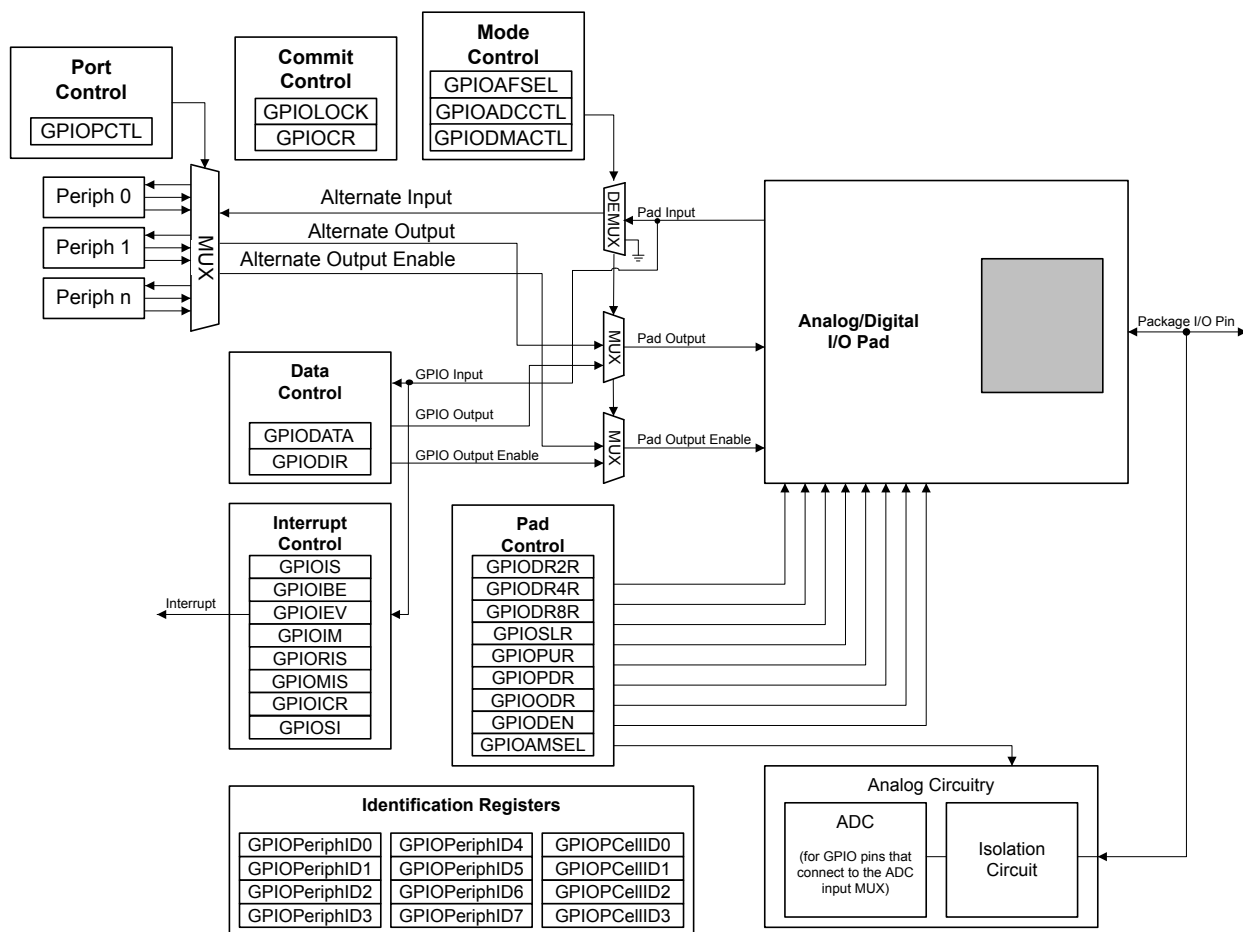 Port
Control
GPIOPCTL
Commit
Control
GPIOLOCK
GPIOCR
Mode
Control
GPIOAFSEL
GPIOADCCTL
GPIODMACTL
Periph 0
Periph 1
Periph n
MUX
Alternate Input
Alternate Output
Alternate Output Enable
DEMUX
Pad Input
MUX
Pad Output
MUX
Pad Output Enable
Analog/Digital
I/O Pad
Package I/O Pin
Data
Control
GPIODATA
GPIODIR
GPIO Input
GPIO Output
GPIO Output Enable
Interrupt
Control
GPIOIS
GPIOIBE
GPIOIEV
GPIOIM
GPIORIS
GPIOMIS
GPIOICR
GPIOSI
Interrupt
Pad
Control
GPIODR2R
GPIODR4R
GPIODR8R
GPIOSLR
GPIOPUR
GPIOPDR
GPIOODR
GPIODEN
GPIOAMSEL
Analog Circuitry
ADC
(for GPIO pins that
connect to the ADC
input MUX)
Isolation
Circuit
Identification Registers
GPIOPeriphID0
GPIOPeriphID1
GPIOPeriphID2
GPIOPeriphID3
GPIOPeriphID4
GPIOPeriphID5
GPIOPeriphID6
GPIOPeriphID7
GPIOPCellID0
GPIOPCellID1
GPIOPCellID2
GPIOPCellID3